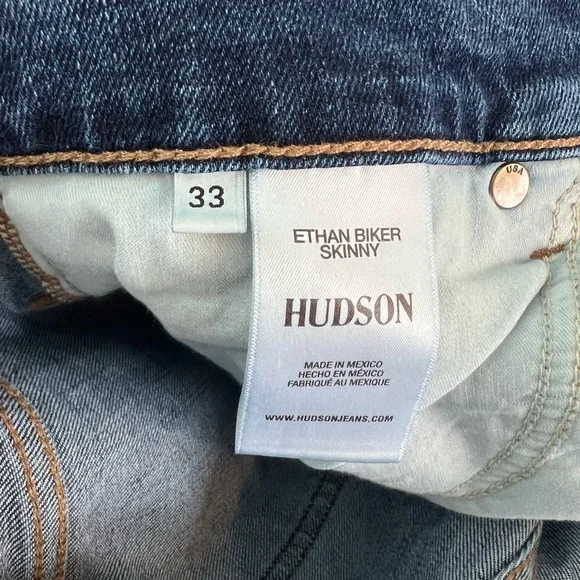 33
ETHAN BIKER
SKINNY
HUDSON
MADE IN MEXICO
HECHO EN MÉXICO
FABRIQUÉ AU MEXIQUE
WWW.HUDSONJEANS.COM
USA